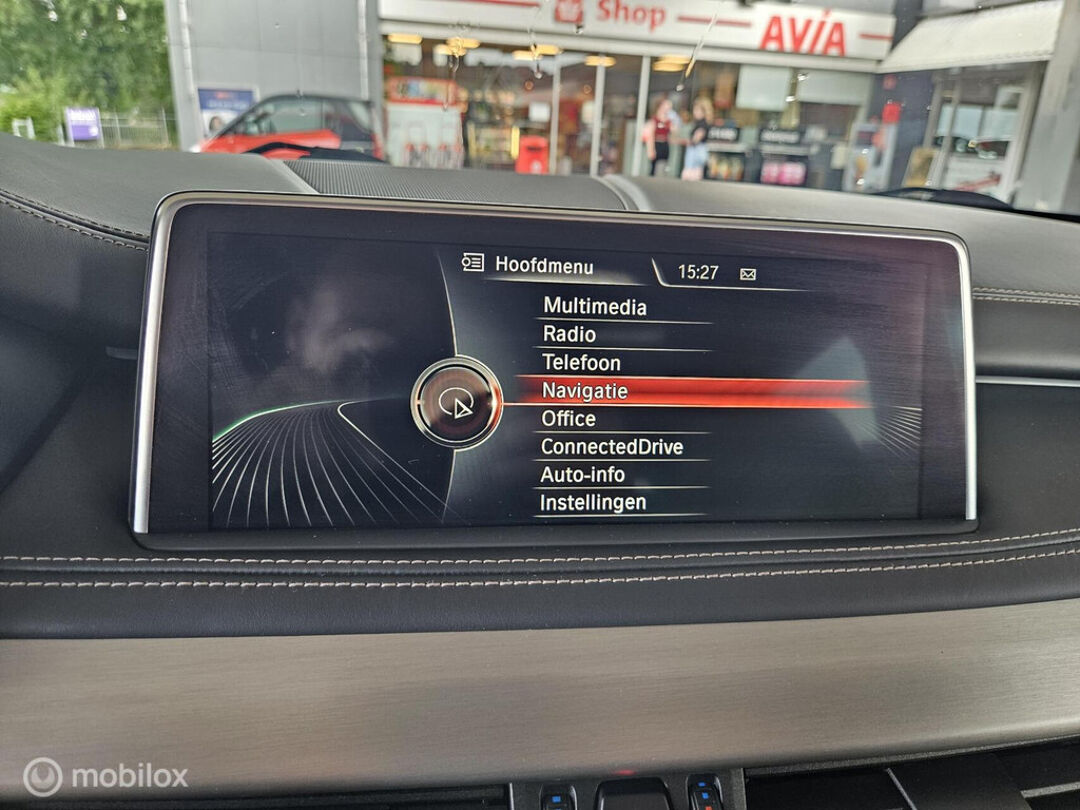 Shop
AVIA
Hoofdmenu
15:27
Multimedia
Radio
Telefoon
Navigatie
Office
ConnectedDrive
Auto-info
Instellingen
mobilox